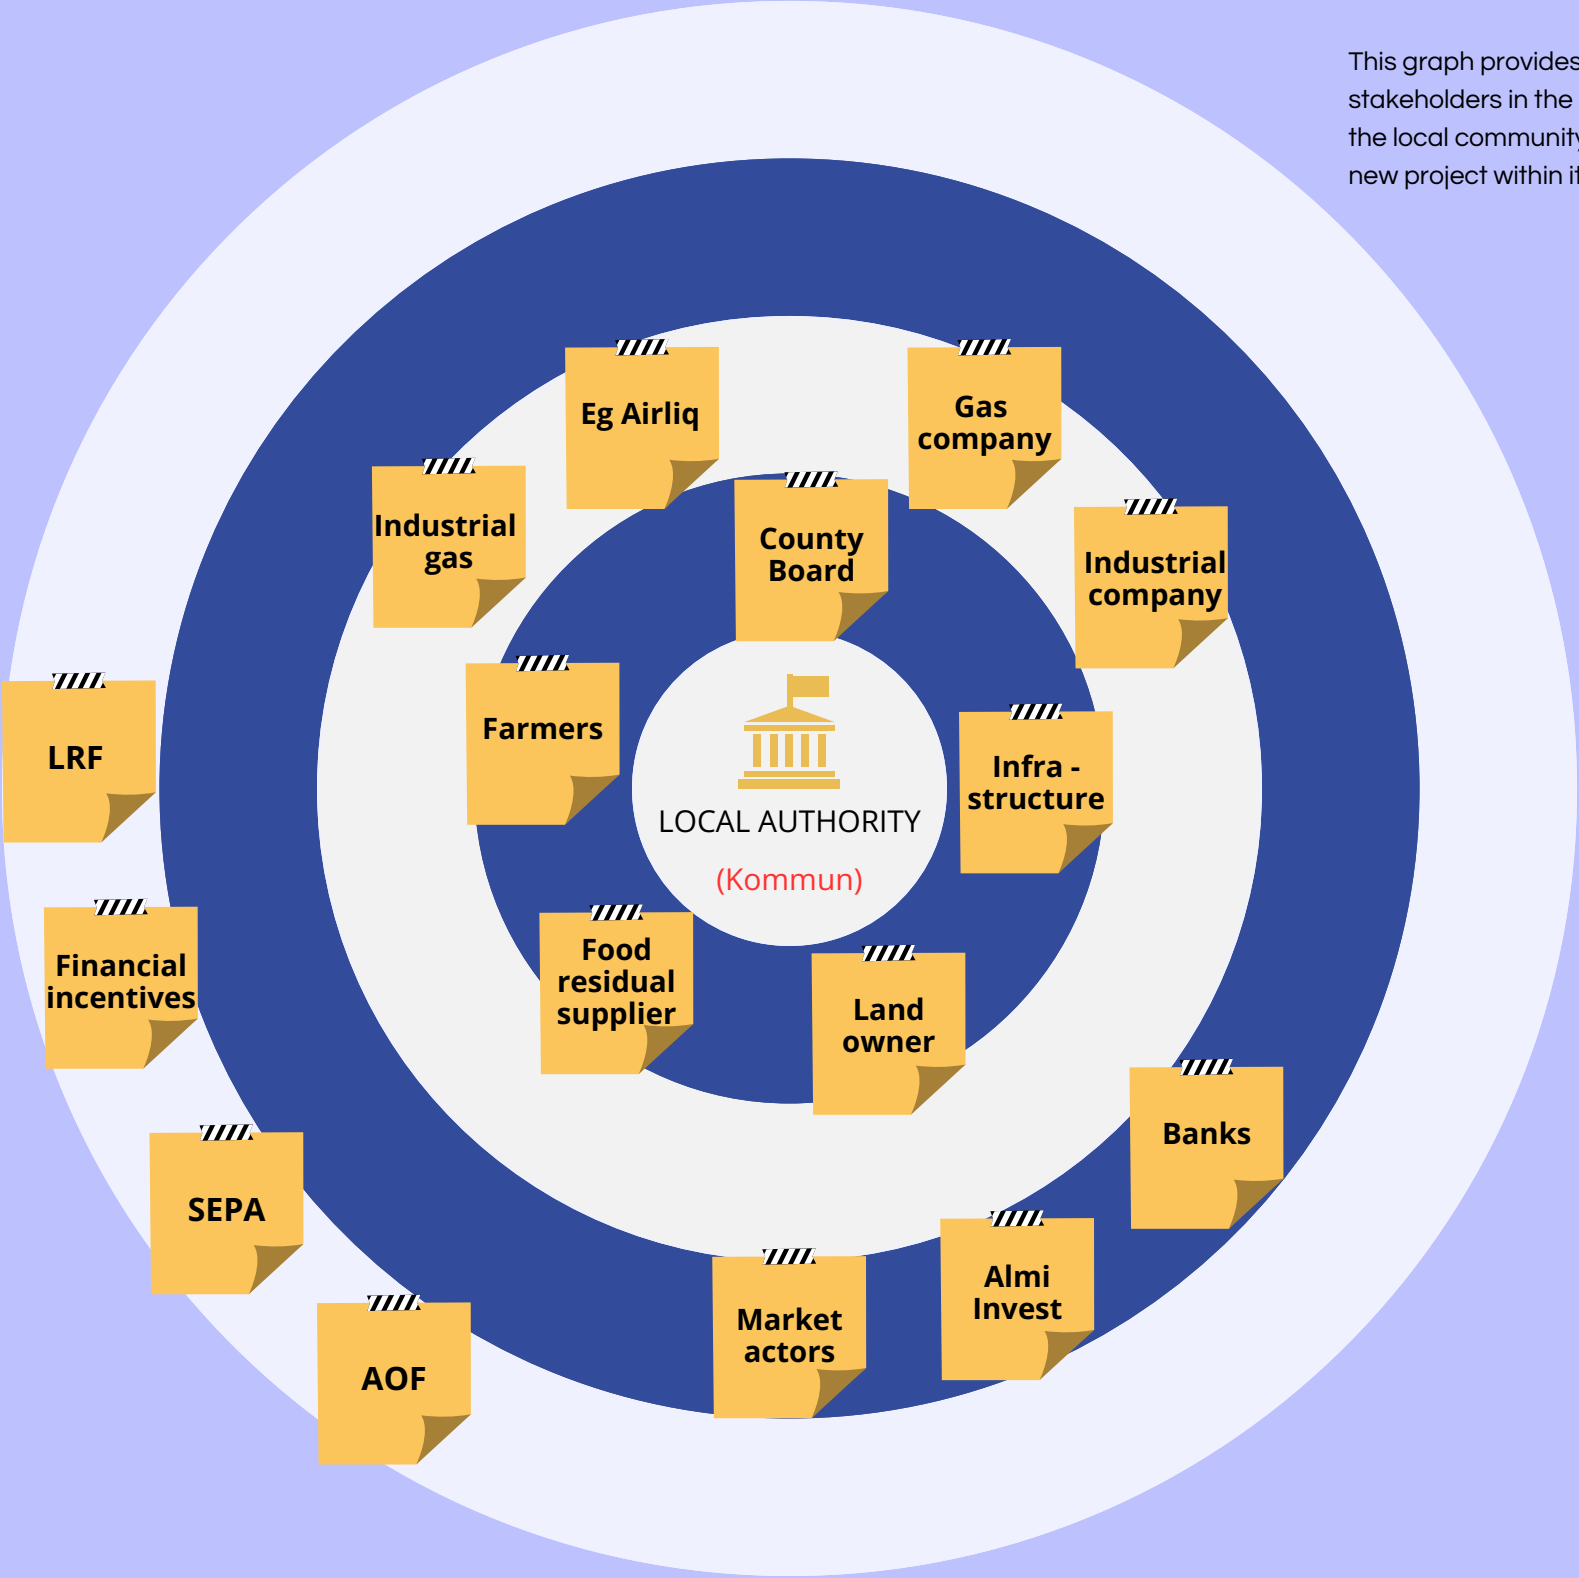 This graph provides
stakeholders in the
the local community
new project within it
Eg Airliq
Gas
company
Industrial
gas
County
Board
Industrial
company
LRF
Farmers
Infra -
structure
LOCAL AUTHORITY
(Kommun)
Financial
incentives
Food
residual
supplier
Land
owner
SEPA
Banks
AOF
Market
actors
Almi
Invest